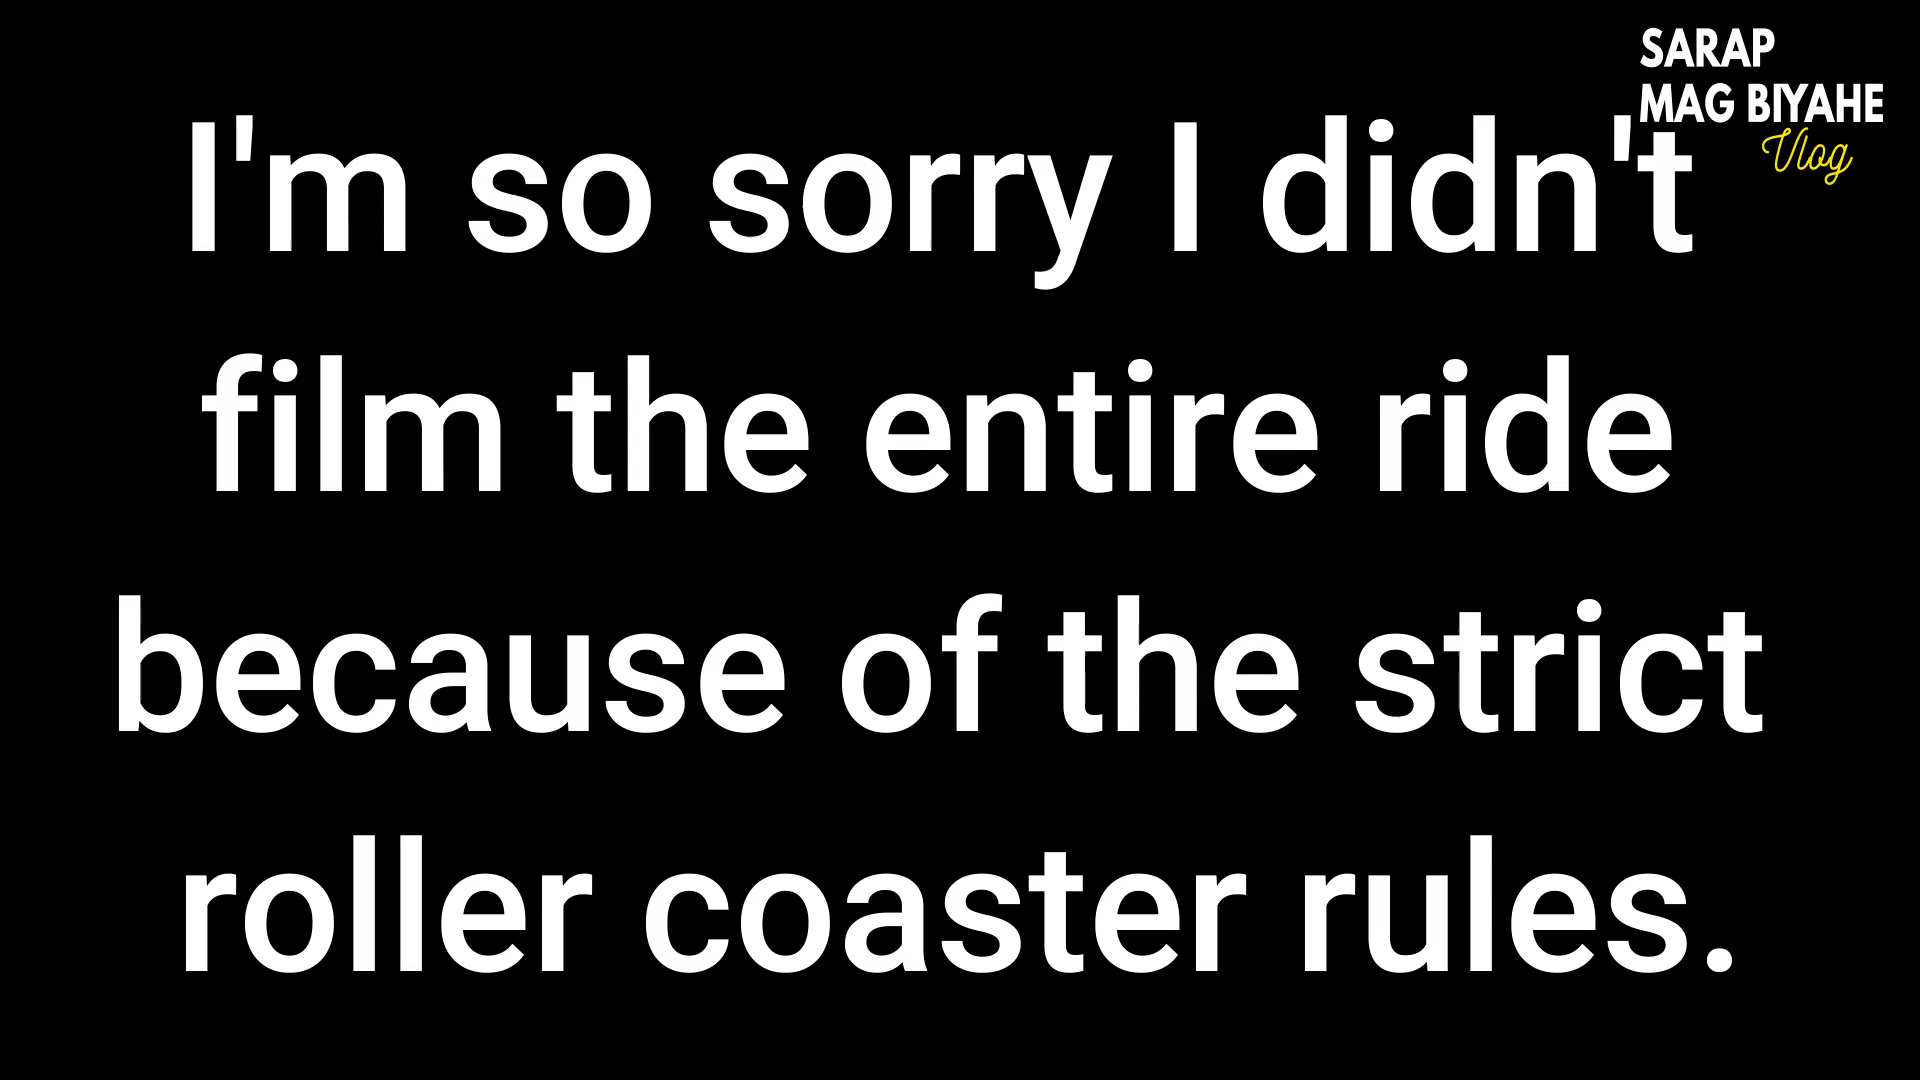 SARAP
MAG BIYAHE
Vlog
I'm so sorry I didn't
film the entire ride
because of the strict
roller coaster rules.